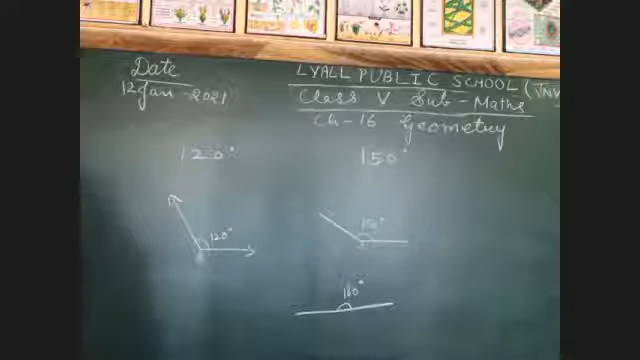 Date
12 Jan - 2021
LYALL PUBLIC SCHOOL
Class V Sub - Maths
Ch - 16 Geometry
120°
150°
120°
150°
180°